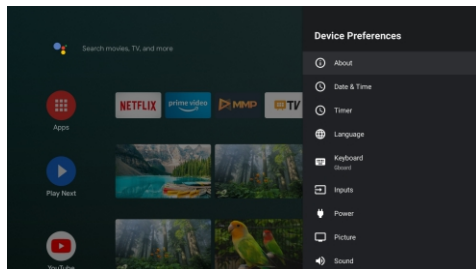 Search movies, TV, and more
Apps
NETFLIX
prime video
MMP
TV
Play Next
YouTube
Device Preferences
About
Date & Time
Timer
Language
Keyboard
Gboard
Inputs
Power
Picture
Sound